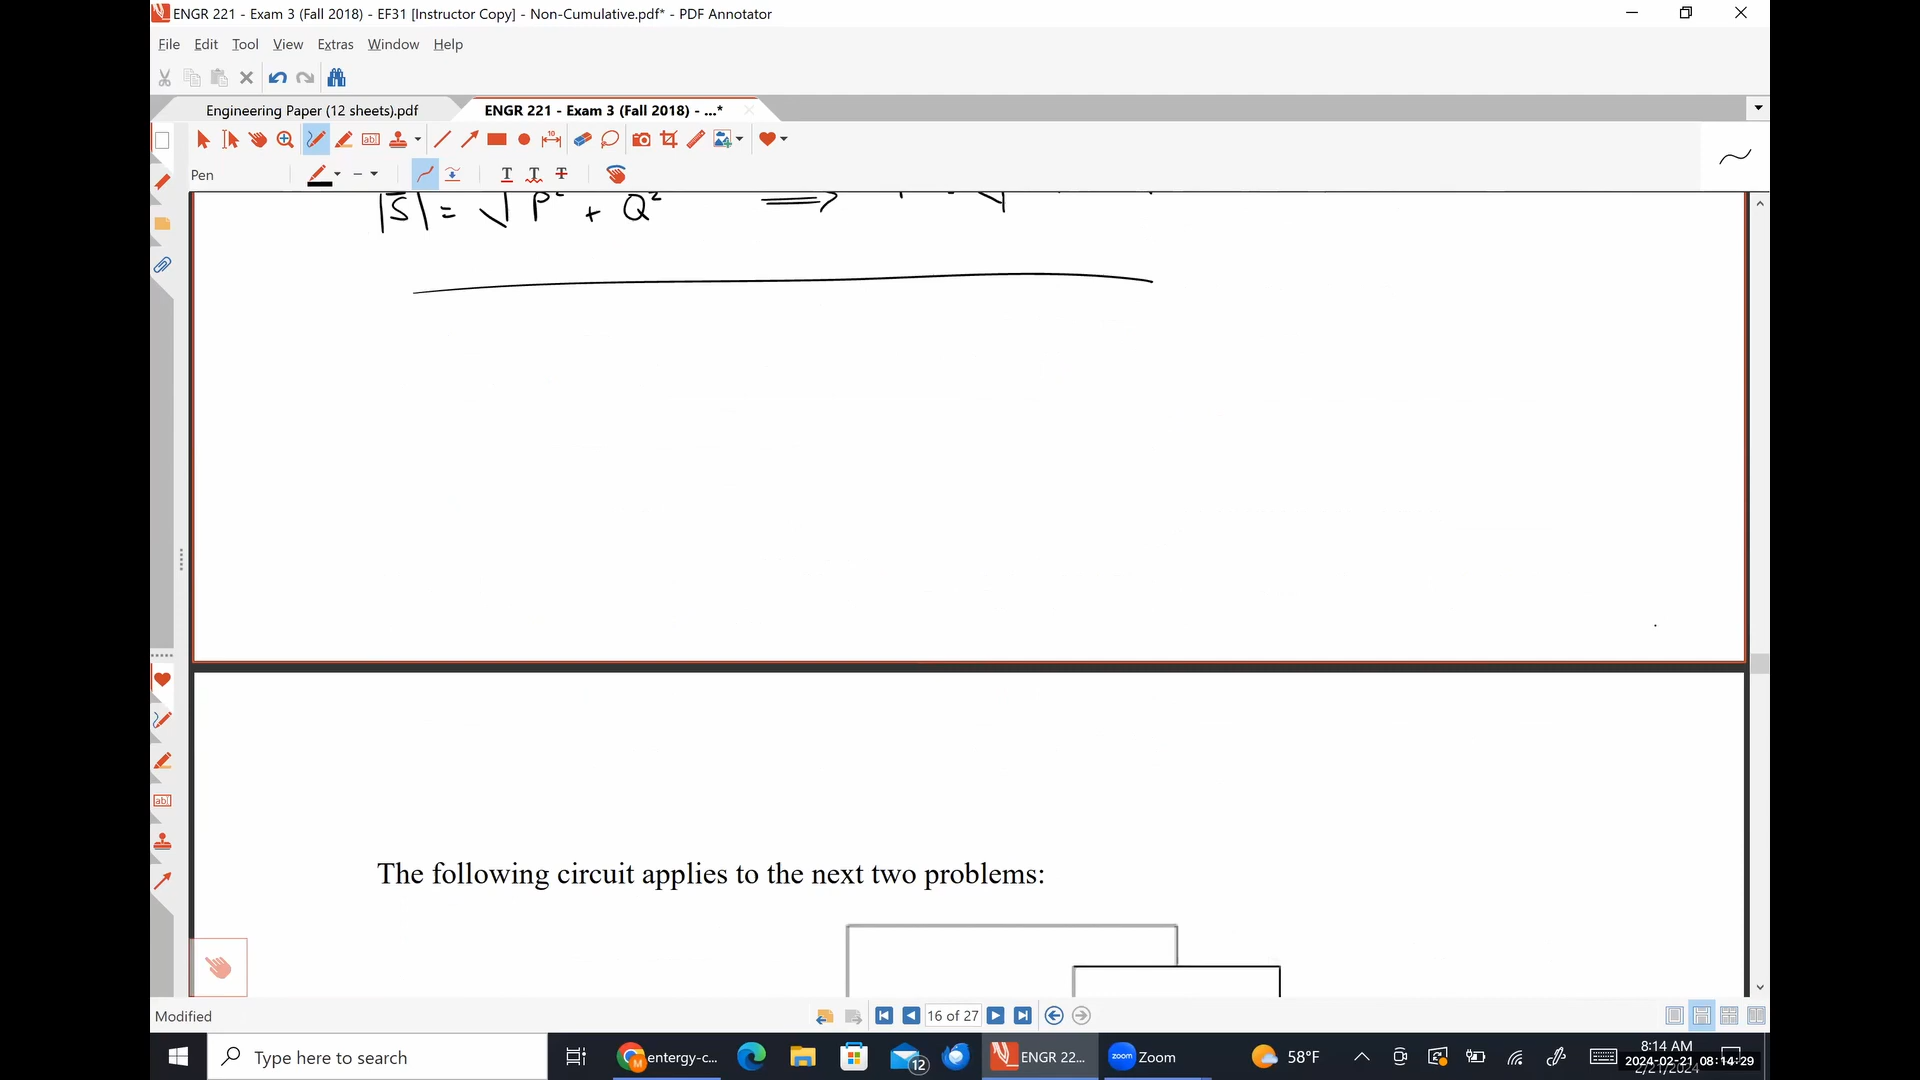 ENGR 221 - Exam 3 (Fall 2018) - EF31 [Instructor Copy] - Non-Cumulative.pdf* - PDF Annotator
File Edit Tool View Extras Window Help
Engineering Paper (12 sheets).pdf
ENGR 221 - Exam 3 (Fall 2018) - ...*
Pen
|S̅| = √ P² + Q² ⟹
The following circuit applies to the next two problems:
Modified
16 of 27
Type here to search
entergy-c...
12
ENGR 22...
zoom
Zoom
58°F
8:14 AM
2024-02-21 08:14:29